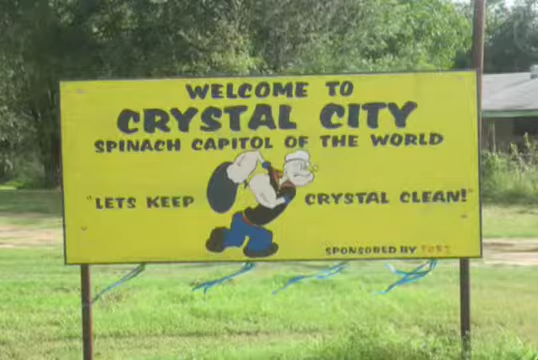 WELCOME TO
CRYSTAL CITY
SPINACH CAPITOL OF THE WORLD
"LETS KEEP CRYSTAL CLEAN!"
SPONSORED BY